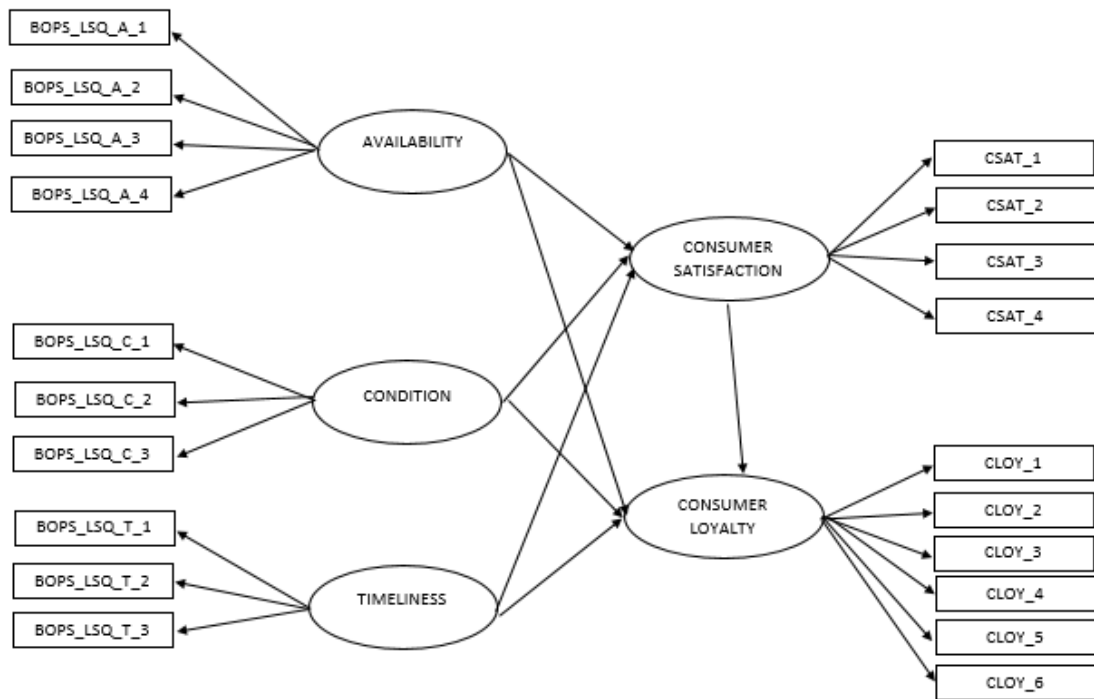 BOPS_LSQ_A_1
BOPS_LSQ_A_2
BOPS_LSQ_A_3
BOPS_LSQ_A_4
AVAILABILITY
BOPS_LSQ_C_1
BOPS_LSQ_C_2
BOPS_LSQ_C_3
CONDITION
BOPS_LSQ_T_1
BOPS_LSQ_T_2
BOPS_LSQ_T_3
TIMELINESS
CONSUMER
SATISFACTION
CSAT_1
CSAT_2
CSAT_3
CSAT_4
CONSUMER
LOYALTY
CLOY_1
CLOY_2
CLOY_3
CLOY_4
CLOY_5
CLOY_6